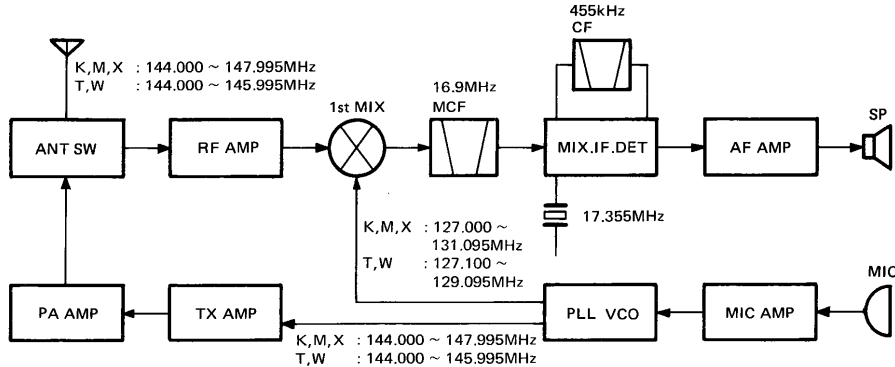 455kHz
CF
K,M,X : 144.000 ~ 147.995MHz
T,W : 144.000 ~ 145.995MHz
16.9MHz
MCF
1st MIX
SP
ANT SW
RF AMP
MIX.IF.DET
AF AMP
17.355MHz
K,M,X : 127.000 ~
131.095MHz
T,W : 127.100 ~
129.095MHz
MIC
PA AMP
TX AMP
PLL VCO
MIC AMP
K,M,X : 144.000 ~ 147.995MHz
T,W : 144.000 ~ 145.995MHz